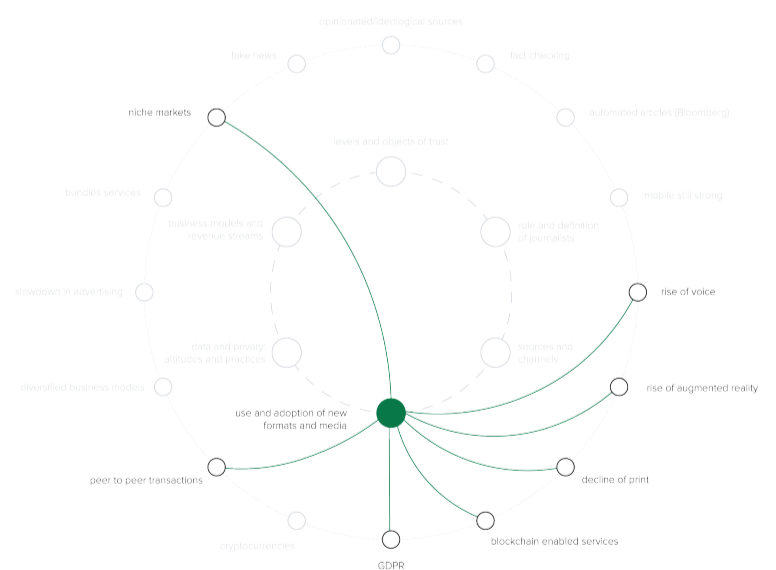 opinionated/ideological sources
fake news
fact checking
niche markets
automated articles (Bloomberg)
levels and objects of trust
bundles services
mobile still strong
business models and
revenue streams
role and definition
of journalists
slowdown in advertising
rise of voice
data and privary
attitudes and practices
sources and
channels
diversified business models
rise of augmented reality
use and adoption of new
formats and media
peer to peer transactions
decline of print
cryptocurrencies
blockchain enabled services
GDPR